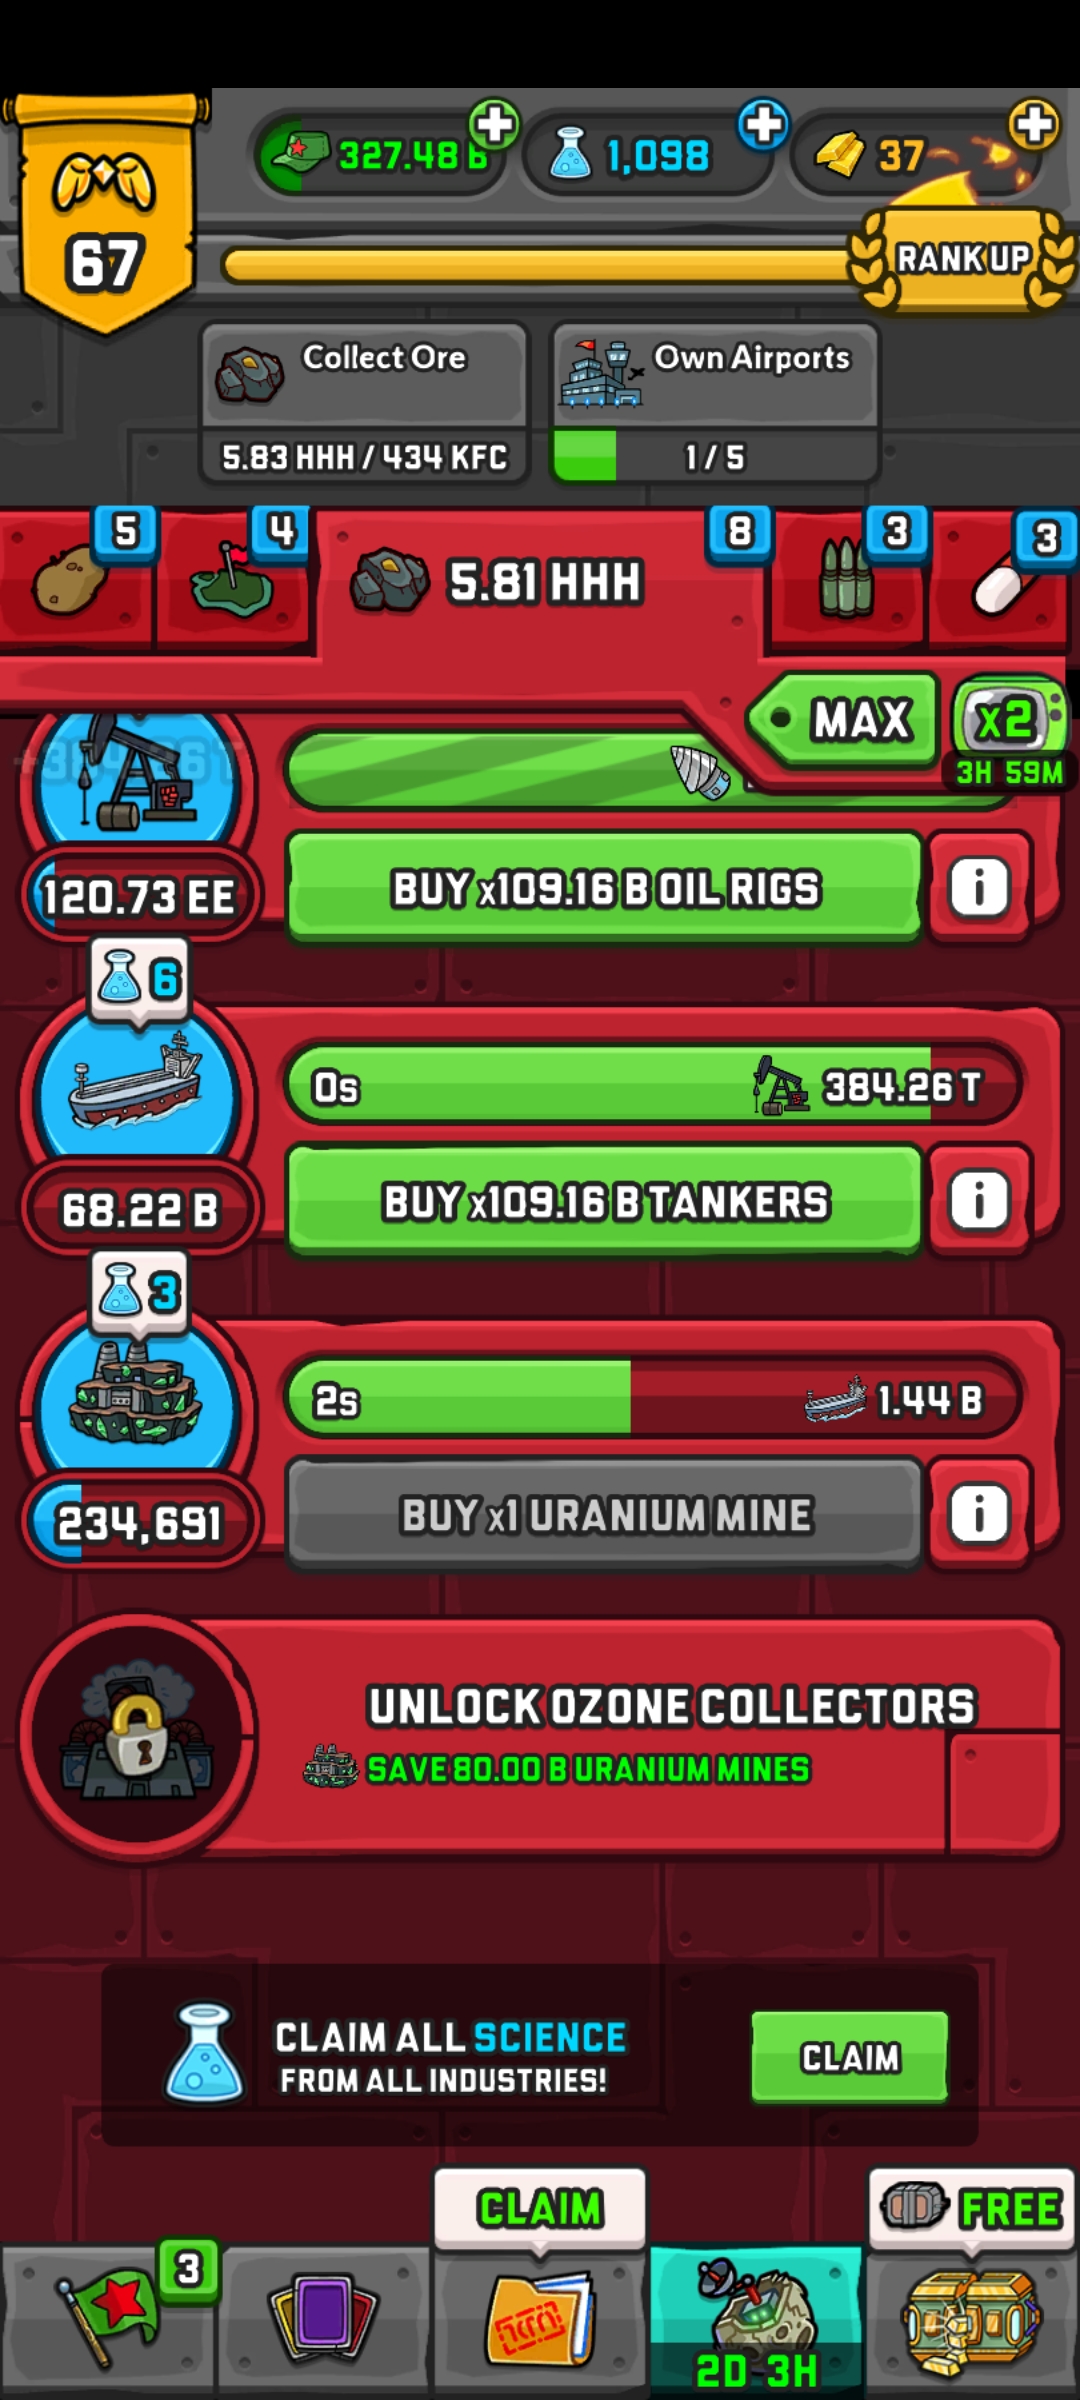 327.48 B
1,098
37
67
RANK UP
Collect Ore
5.83 HHH / 434 KFC
Own Airports
1 / 5
5
4
5.81 HHH
8
3
3
MAX
x2
3H 59M
120.73 EE
BUY x109.16 B OIL RIGS
6
0s
384.26 T
68.22 B
BUY x109.16 B TANKERS
3
2s
1.44 B
234,691
BUY x1 URANIUM MINE
UNLOCK OZONE COLLECTORS
SAVE 80.00 B URANIUM MINES
CLAIM ALL SCIENCE
FROM ALL INDUSTRIES!
CLAIM
CLAIM
FREE
3
2D 3H